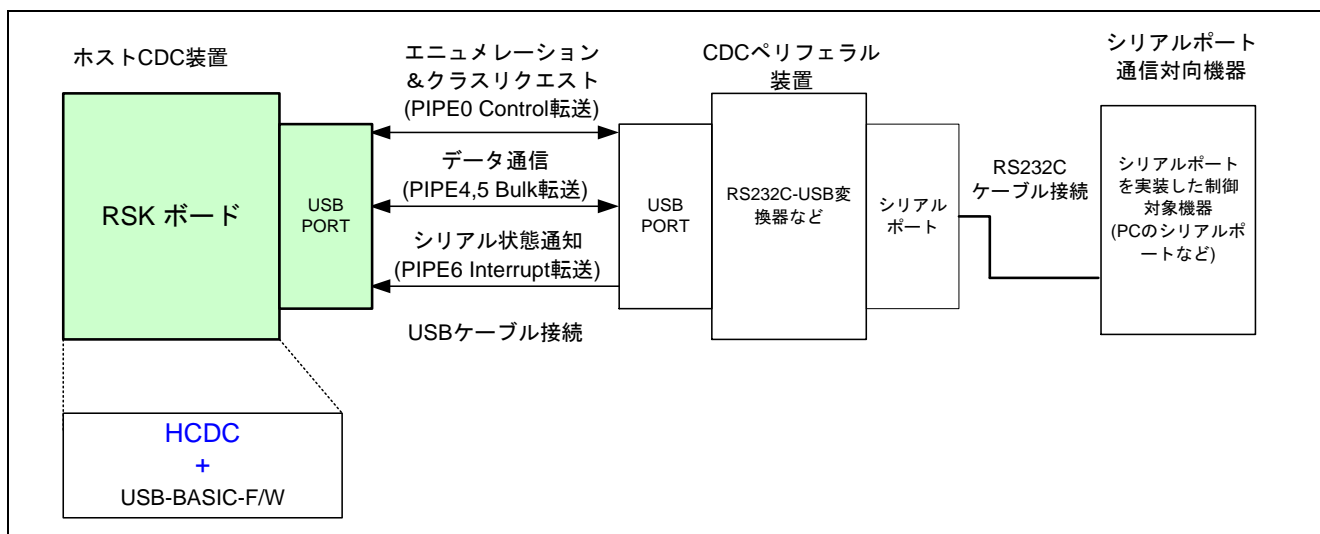 ホストCDC装置
エニュメレーション
&クラスリクエスト
(PIPE0 Control転送)
CDCペリフェラル
装置
シリアルポート
通信対向機器
RSK ボード
USB
PORT
データ通信
(PIPE4,5 Bulk転送)
シリアル状態通知
(PIPE6 Interrupt転送)
USBケーブル接続
USB
PORT
RS232C-USB変
換器など
シリアル
ポート
RS232C
ケーブル接続
シリアルポート
を実装した制御
対象機器
(PCのシリアルポ
ートなど)
HCDC
+
USB-BASIC-F/W